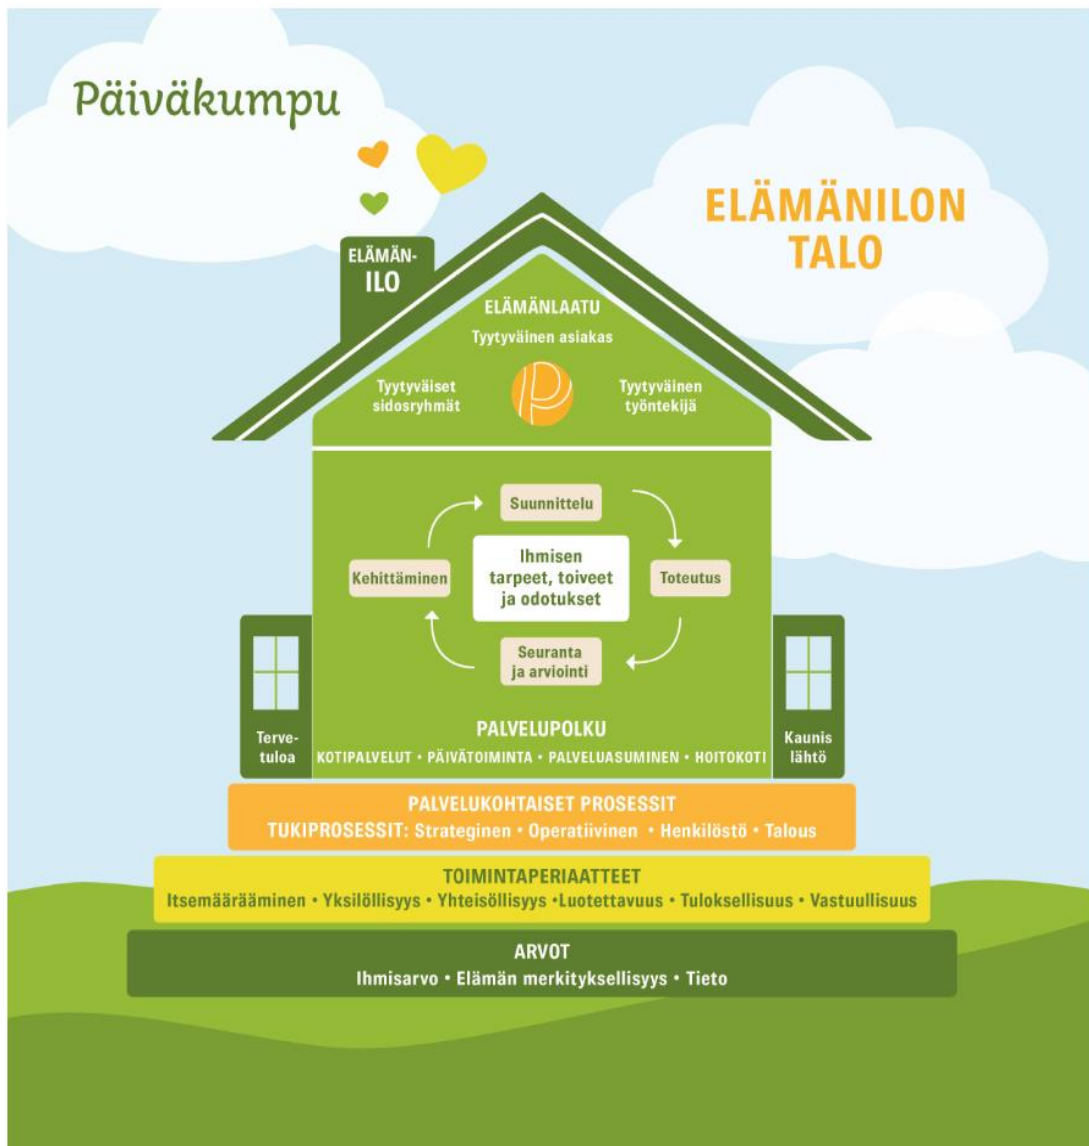 Päiväkumpu
ELÄMÄNILON
TALO
ELÄMÄN-
ILO
ELÄMÄNLAATU
Tyytyväinen asiakas
Tyytyväiset
sidosryhmät
Tyytyväinen
työntekijä
Suunnittelu
Ihmisen
tarpeet, toiveet
ja odotukset
Kehittäminen
Toteutus
Seuranta
ja arviointi
PALVELUPOLKU
KOTIPALVELUT • PÄIVÄTOIMINTA • PALVELUASUMINEN • HOITOKOTI
Terve-
tuloa
Kaunis
lähtö
PALVELUKOHTAISET PROSESSIT
TUKIPROSESSIT: Strateginen • Operatiivinen • Henkilöstö • Talous
TOIMINTAPERIAATTEET
Itsemäärääminen • Yksilöllisyys • Yhteisöllisyys •Luotettavuus • Tuloksellisuus • Vastuullisuus
ARVOT
Ihmisarvo • Elämän merkityksellisyys • Tieto